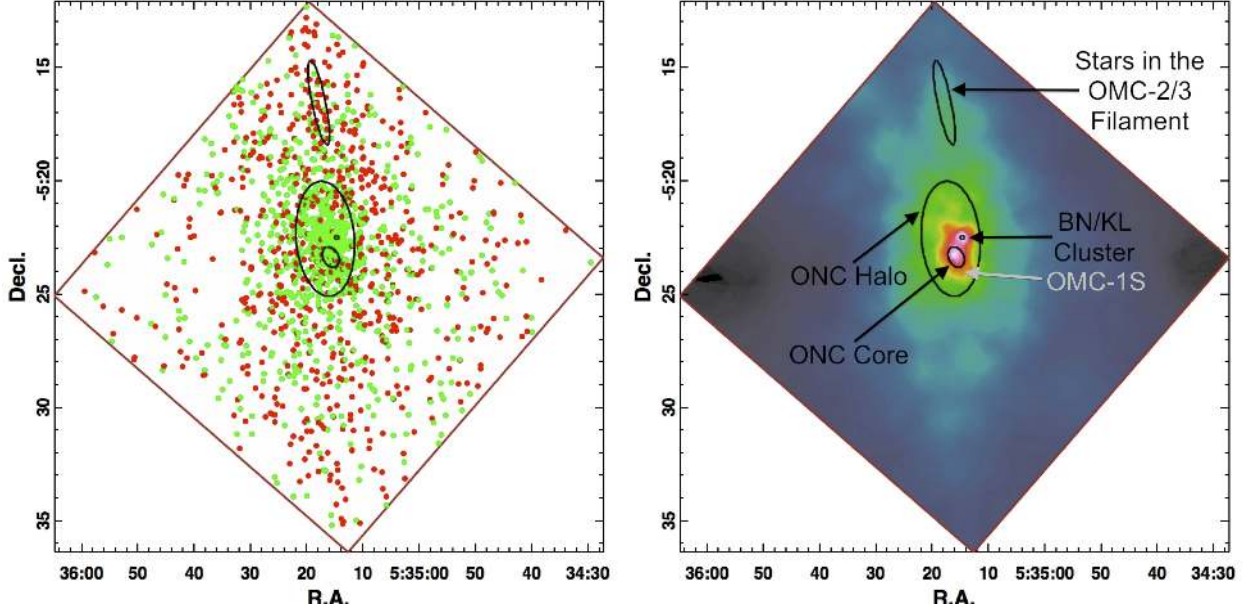 15
-5:20
25
30
35
Decl.
36:00 50 40 30 20 10 5:35:00 50 40 34:30
R.A.
Stars in the
OMC-2/3
Filament
BN/KL
Cluster
OMC-1S
ONC Halo
ONC Core
15
-5:20
25
30
35
Decl.
36:00 50 40 30 20 10 5:35:00 50 40 34:30
R.A.